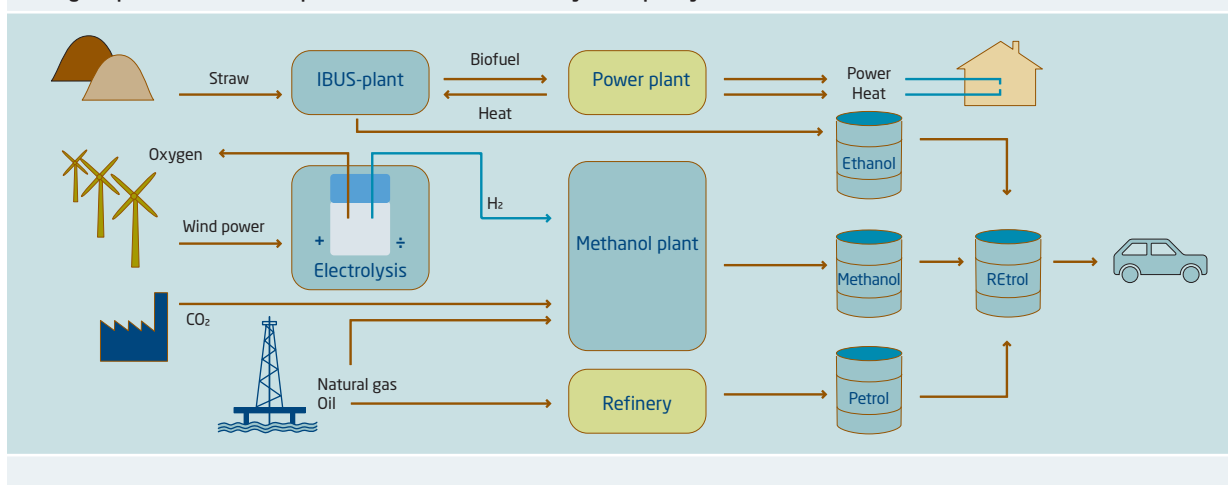 Straw
IBUS-plant
Biofuel
Heat
Power plant
Power
Heat
Ethanol
Oxygen
Wind power
+
÷
Electrolysis
H₂
Methanol plant
Methanol
REtrol
CO₂
Natural gas
Oil
Refinery
Petrol